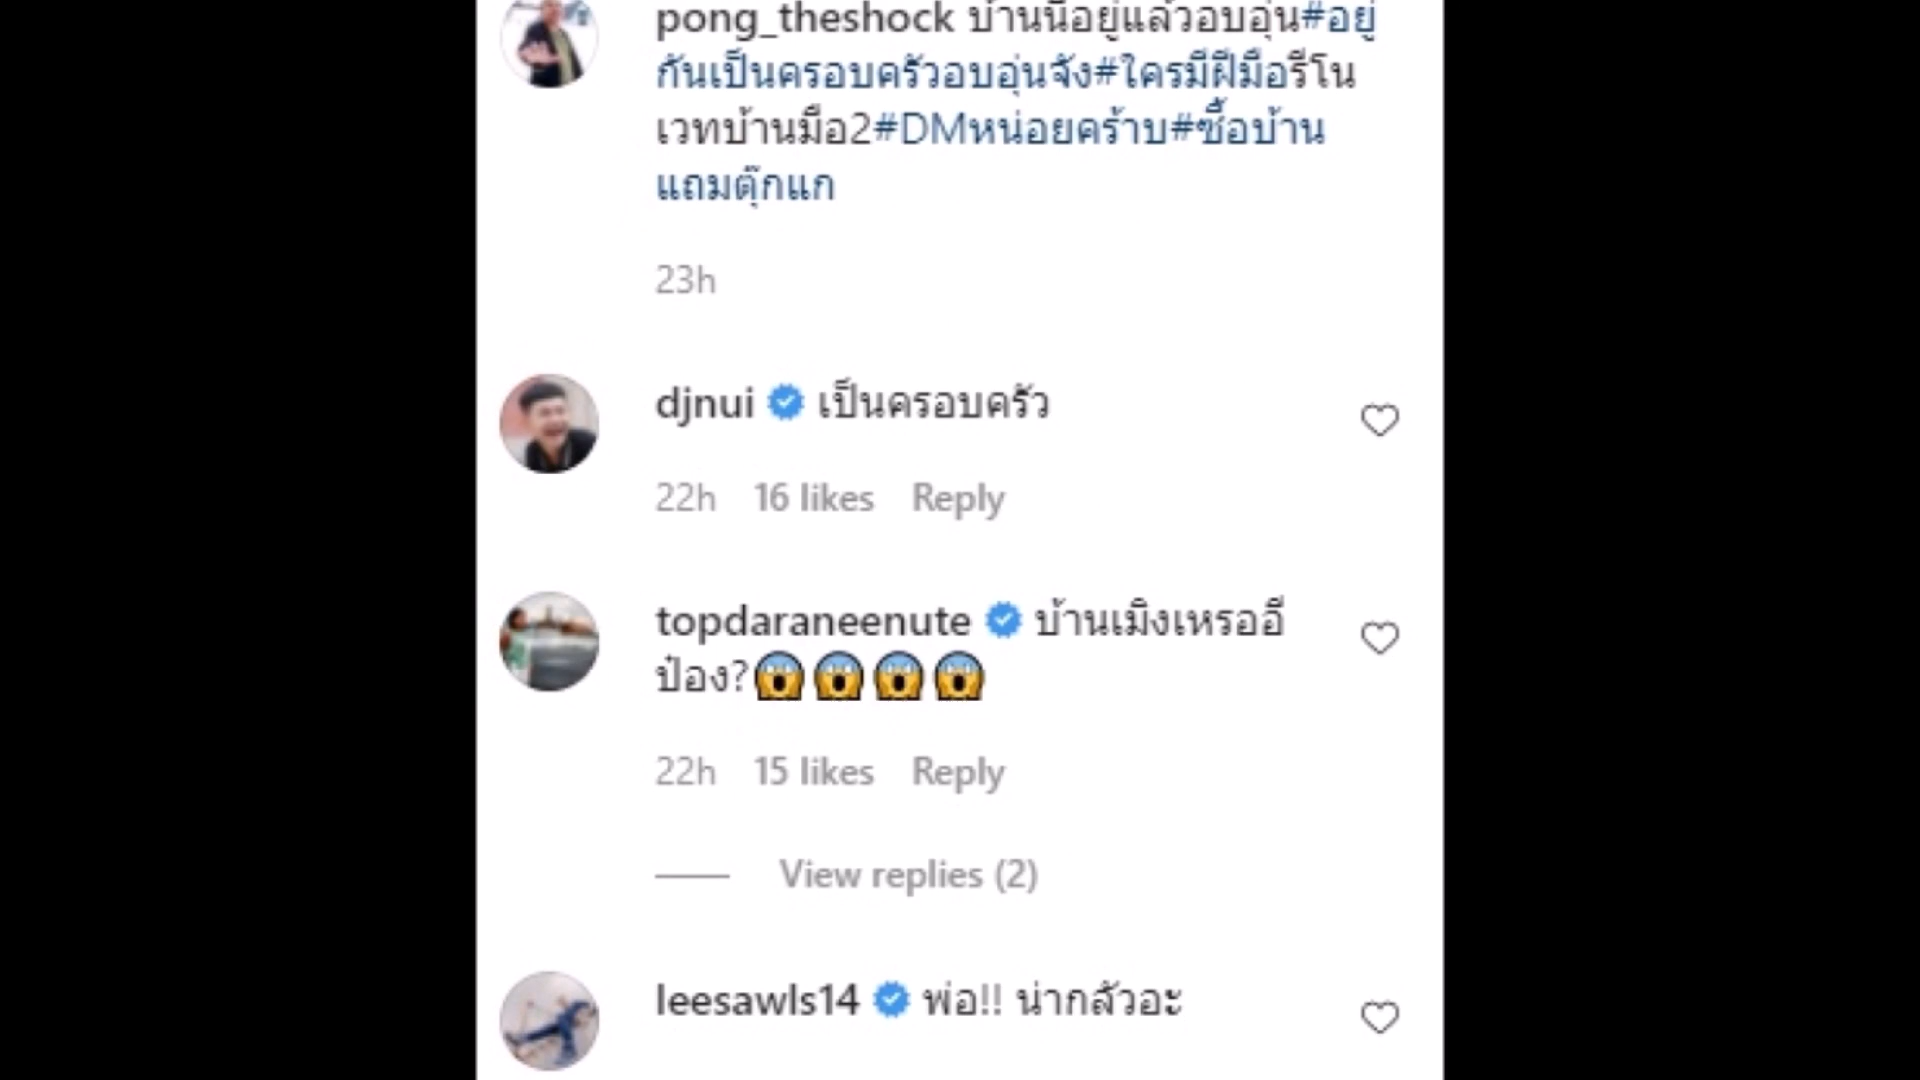 pong_theshock บ้านนี้อยู่แล้วอบอุ่น#อยู่
กันเป็นครอบครัวอบอุ่นจัง#ใครมีฝีมือรีโน
เวทบ้านมือ2#DMหน่อยคร้าบ#ซื้อบ้าน
แถมตุ๊กแก
23h
djnui เป็นครอบครัว
22h 16 likes Reply
topdaraneenute บ้านเมิงเหรออี
ป๋อง?😱😱😱😱
22h 15 likes Reply
View replies (2)
leesawls14 พ่อ!! น่ากลัวอะ